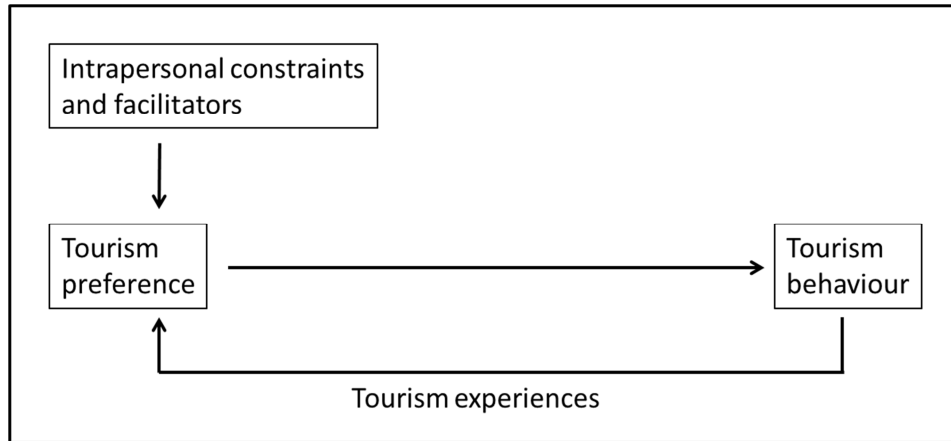 Intrapersonal constraints
and facilitators
Tourism
preference
Tourism
behaviour
Tourism experiences